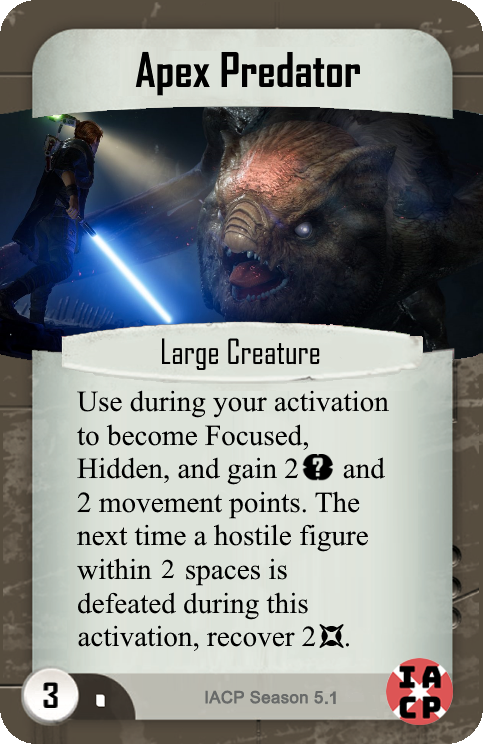 Apex Predator
Large Creature
Use during your activation
to become Focused,
Hidden, and gain 2 ? and
2 movement points. The
next time a hostile figure
within 2 spaces is
defeated during this
activation, recover 2.
3
IACP Season 5.1
IA
CP